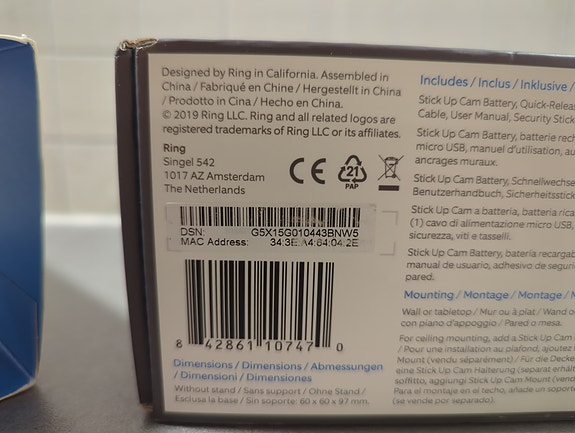 Designed by Ring in California. Assembled in
China / Fabriqué en Chine / Hergestellt in China
/ Prodotto in Cina / Hecho en China.
© 2019 Ring LLC. Ring and all related logos are
registered trademarks of Ring LLC or its affiliates.
Ring
Singel 542
1017 AZ Amsterdam
The Netherlands
21
PAP
DSN: G5X15G010443BNW5
MAC Address: 34:3E:A4:84:04:2E
8 42861 10747 0
Dimensions / Dimensions / Abmessungen
/ Dimensioni / Dimensiones
Without stand / Sans support / Ohne Stand /
Esclusa la base / Sin soporte: 60 x 60 x 97 mm.
Includes / Inclus / Inklusive /
Stick Up Cam Battery, Quick-Relea
Cable, User Manual, Security Stick
Stick Up Cam Battery, batterie rech
micro USB, manuel d'utilisation, au
ancrages muraux.
Stick Up Cam Battery, Schnellwechse
Benutzerhandbuch, Sicherheitsstick
Stick Up Cam a batteria, batteria rica
(1) cavo di alimentazione micro USB,
sicurezza, viti e tasselli.
Stick Up Cam Battery, batería recargab
manual de usuario, adhesivo de segurid
pared.
Mounting / Montage / Montage /
Wall or tabletop / Mur ou à plat / Wand o
con piano d'appoggio / Pared o mesa.
For ceiling mounting, add a Stick Up Cam
/ Pour une installation au plafond, ajoutez
Mount (vendu séparément) / Für die Decke
eine Stick Up Cam Halterung (separat erhält
soffitto, aggiungi Stick Up Cam Mount (vend
Para el montaje en el techo, añade un soport
(se vende por separado).